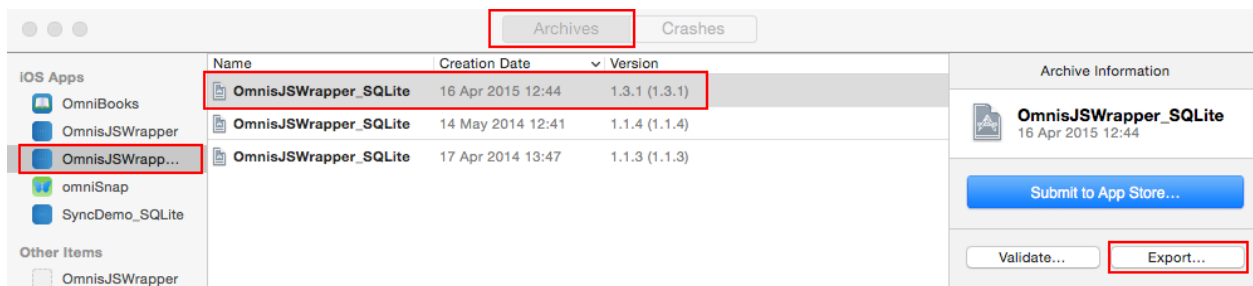 Archives Crashes
iOS Apps
OmniBooks
OmnisJSWrapper
OmnisJSWrapp...
omniSnap
SyncDemo_SQLite
Other Items
OmnisJSWrapper
Name Creation Date Version
OmnisJSWrapper_SQLite 16 Apr 2015 12:44 1.3.1 (1.3.1)
OmnisJSWrapper_SQLite 14 May 2014 12:41 1.1.4 (1.1.4)
OmnisJSWrapper_SQLite 17 Apr 2014 13:47 1.1.3 (1.1.3)
Archive Information
OmnisJSWrapper_SQLite
16 Apr 2015 12:44
Submit to App Store...
Validate... Export...